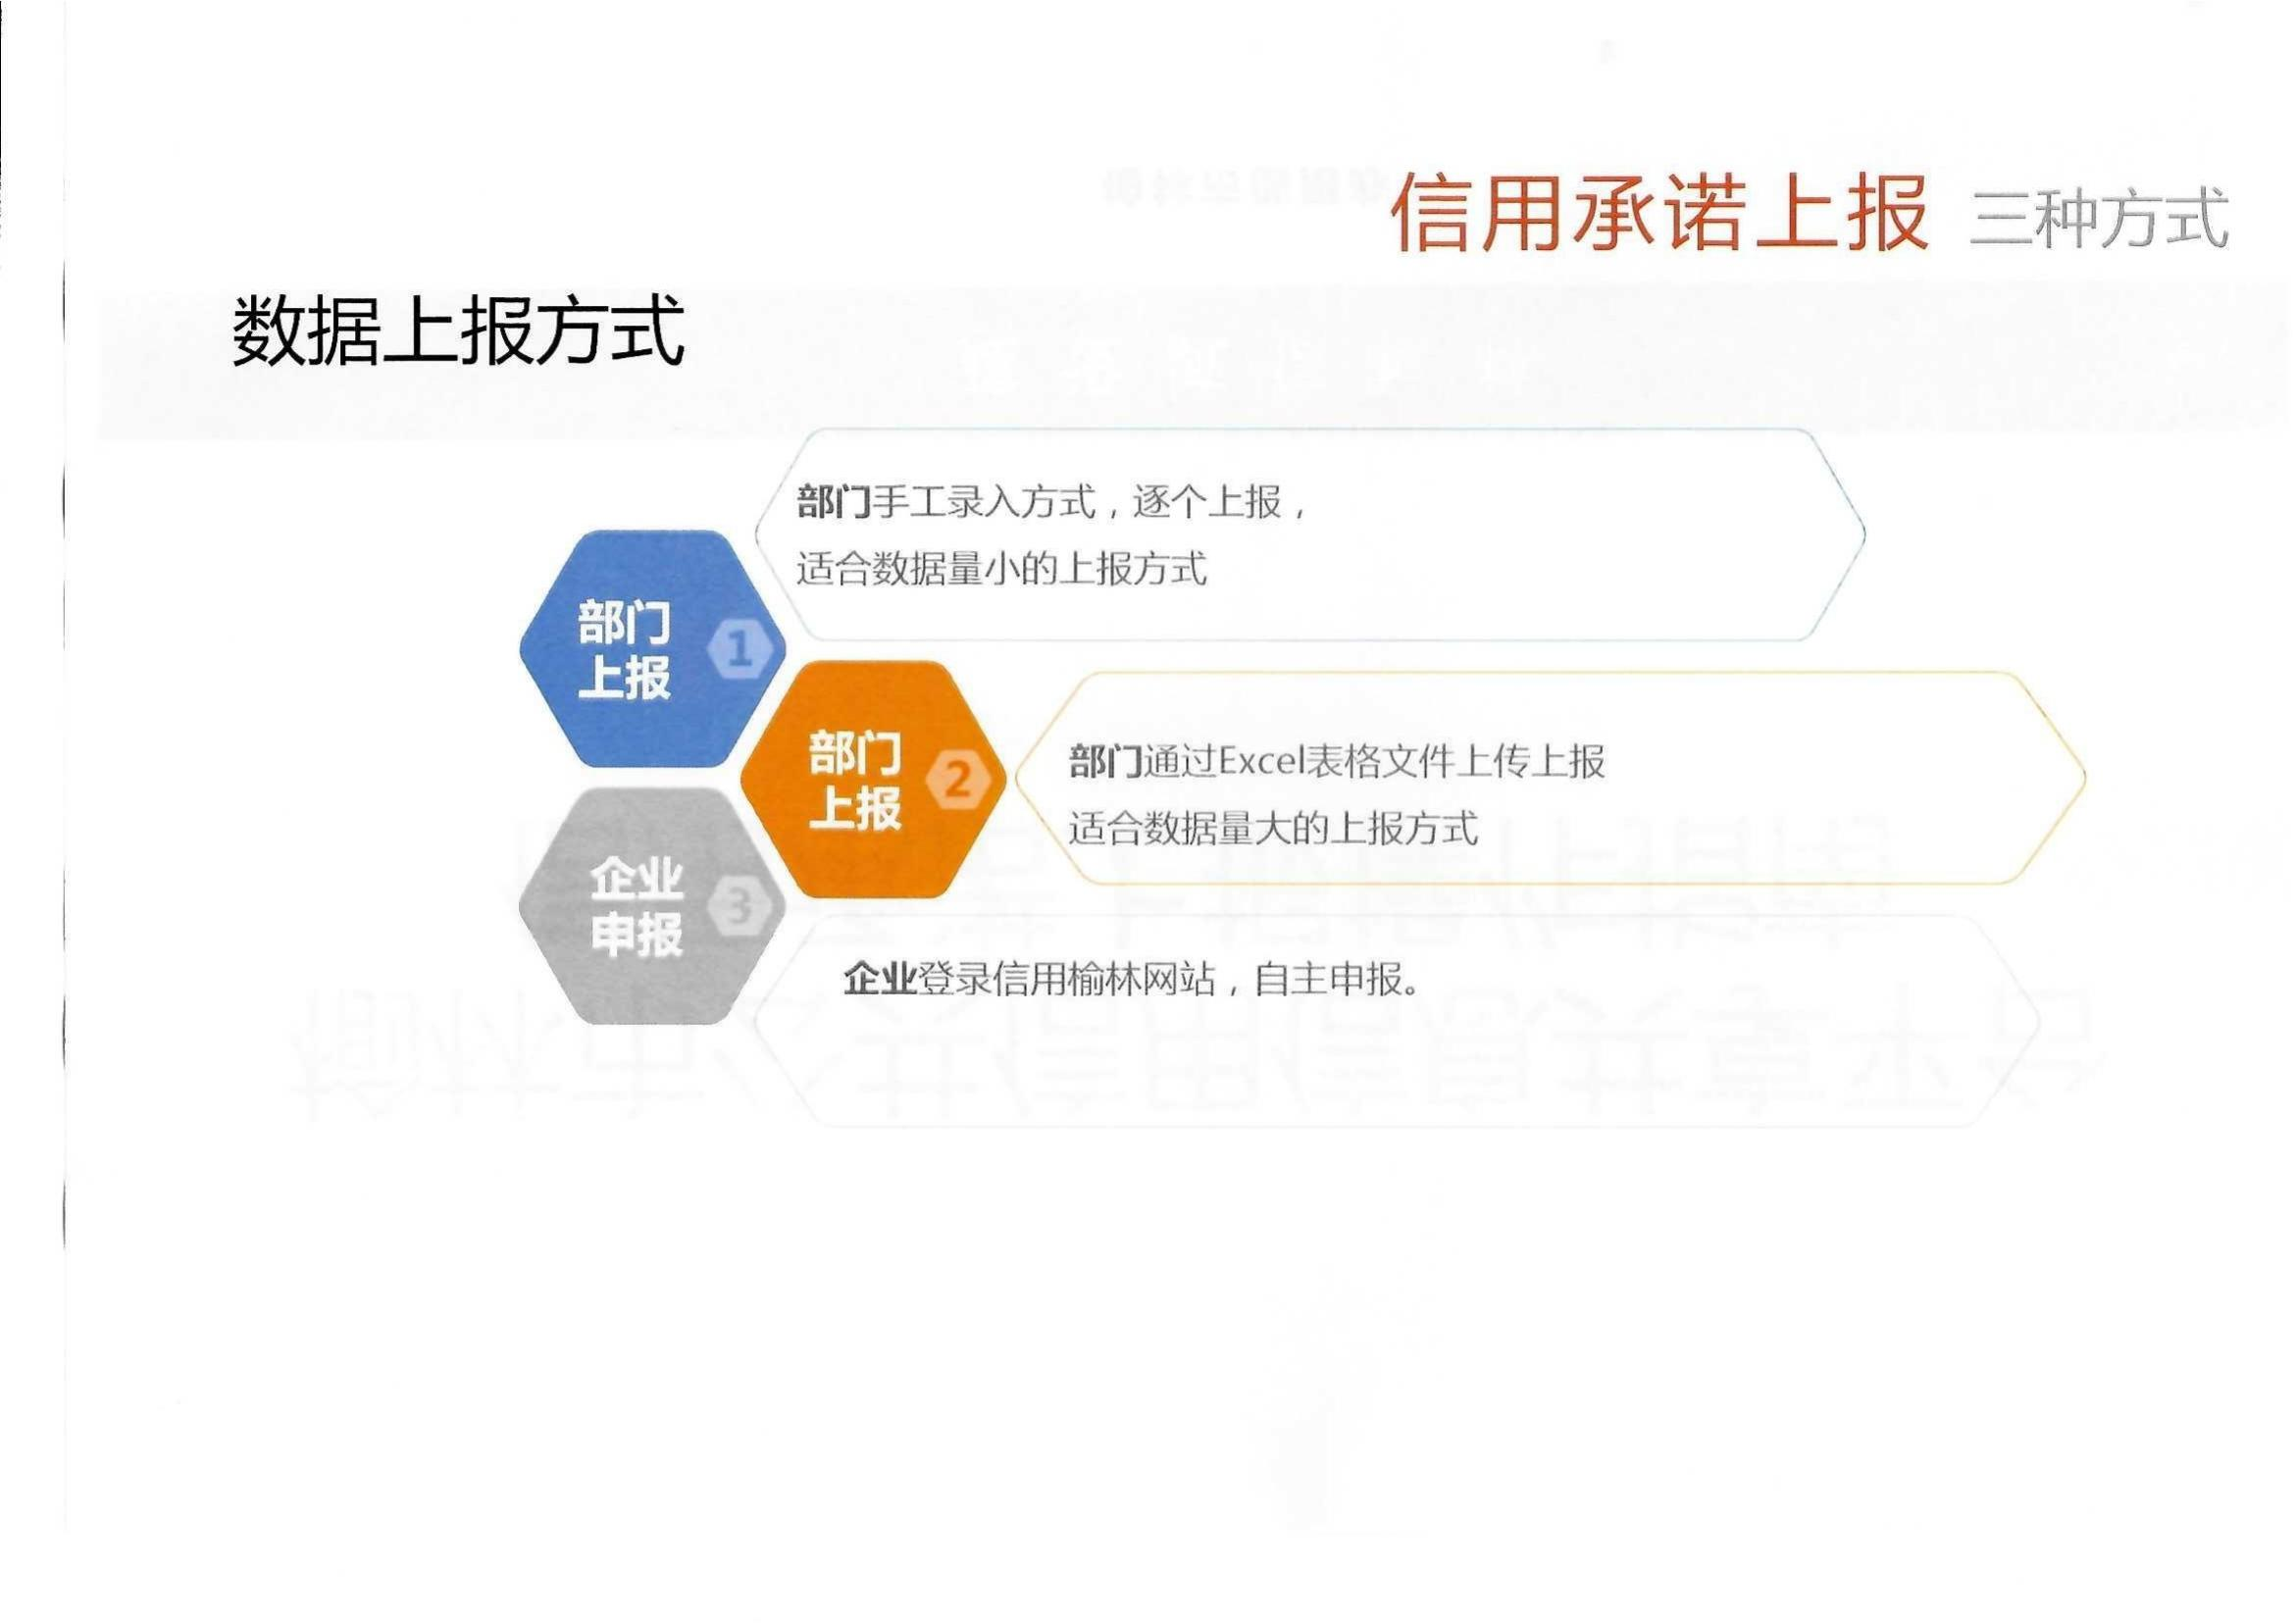 信用承诺上报 三种方式
数据上报方式
部门手工录入方式，逐个上报，
适合数据量小的上报方式
部门
上报
1
部门
上报
2
部门通过Excel表格文件上传上报
适合数据量大的上报方式
企业
申报
3
企业登录信用榆林网站，自主申报。